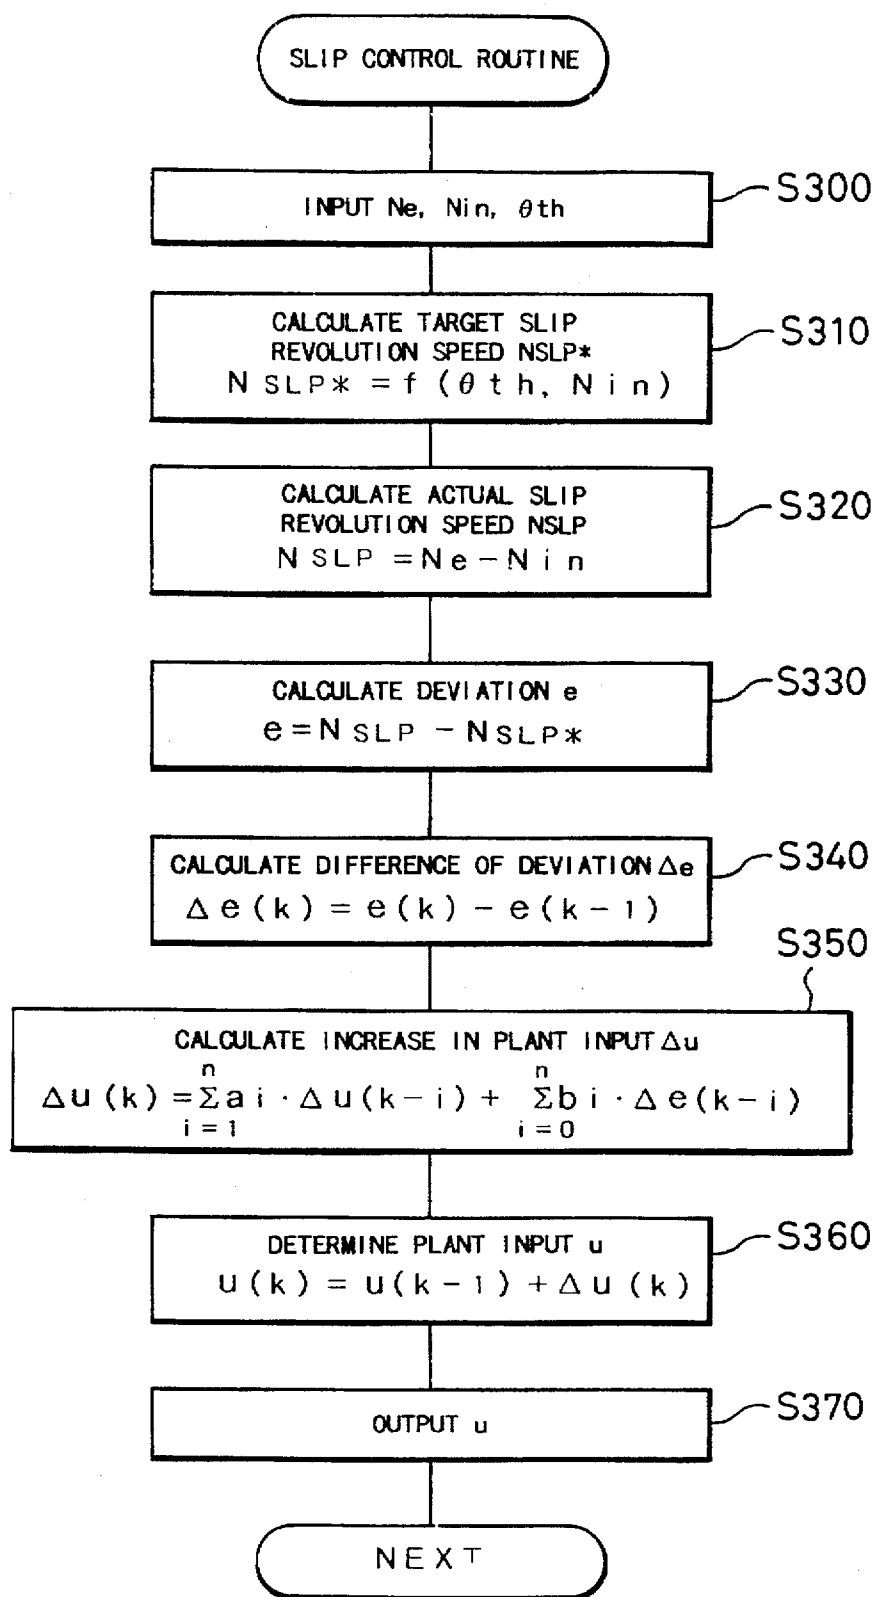 SLIP CONTROL ROUTINE
INPUT Ne, Nin, θth
S300
CALCULATE TARGET SLIP
REVOLUTION SPEED NSLP*
NSLP* = f (θth, Nin)
S310
CALCULATE ACTUAL SLIP
REVOLUTION SPEED NSLP
NSLP = Ne - Nin
S320
CALCULATE DEVIATION e
e = NSLP - NSLP*
S330
CALCULATE DIFFERENCE OF DEVIATION Δe
Δe(k) = e(k) - e(k-1)
S340
S350
CALCULATE INCREASE IN PLANT INPUT Δu
n n
Δu(k) = Σai · Δu(k-i) + Σbi · Δe(k-i)
i=1 i=0
DETERMINE PLANT INPUT u
u(k) = u(k-1) + Δu(k)
S360
OUTPUT u
S370
NEXT